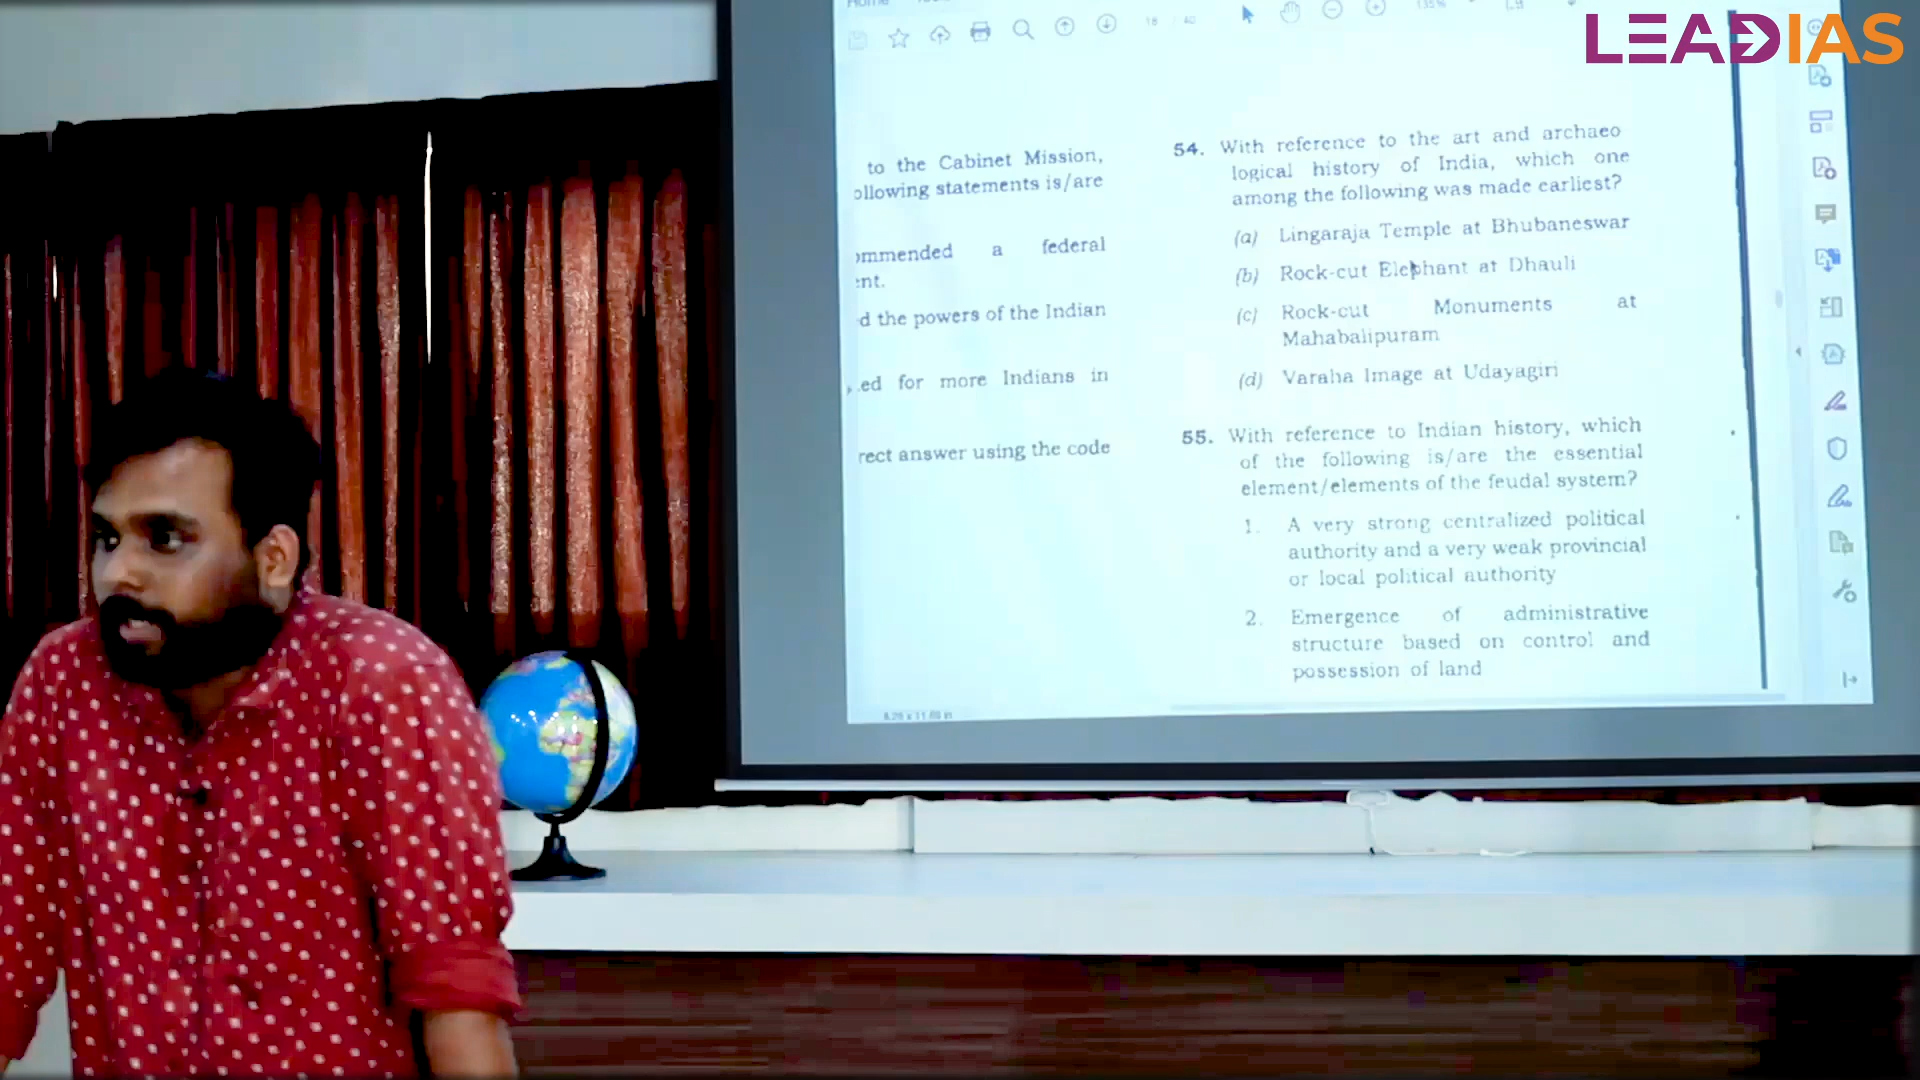 LEADIAS
Home
18 / 40
135%
to the Cabinet Mission,
ollowing statements is/are
ommended a federal
ent.
d the powers of the Indian
ed for more Indians in
rect answer using the code
54. With reference to the art and archaeo
logical history of India, which one
among the following was made earliest?
(a) Lingaraja Temple at Bhubaneswar
(b) Rock-cut Elephant at Dhauli
(c) Rock-cut Monuments at
Mahabalipuram
(d) Varaha Image at Udayagiri
55. With reference to Indian history, which
of the following is/are the essential
element/elements of the feudal system?
1. A very strong centralized political
authority and a very weak provincial
or local political authority
2. Emergence of administrative
structure based on control and
possession of land